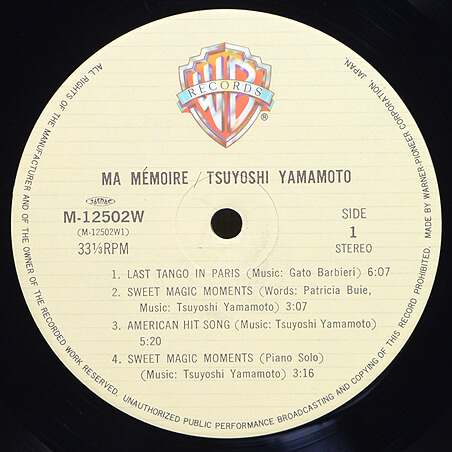 WB
RECORDS
®
MA MÉMOIRE / TSUYOSHI YAMAMOTO
JASRAC
M-12502W
(M-12502W1)
33⅓RPM
SIDE
1
STEREO
1. LAST TANGO IN PARIS (Music: Gato Barbieri) 6:07
2. SWEET MAGIC MOMENTS (Words: Patricia Buie,
Music: Tsuyoshi Yamamoto) 3:07
3. AMERICAN HIT SONG (Music: Tsuyoshi Yamamoto)
5:20
4. SWEET MAGIC MOMENTS (Piano Solo)
(Music: Tsuyoshi Yamamoto) 3:16
ALL RIGHTS OF THE MANUFACTURER AND OF THE OWNER OF THE RECORDED WORK RESERVED. UNAUTHORIZED PUBLIC PERFORMANCE BROADCASTING AND COPYING OF THIS RECORD PROHIBITED. MADE BY WARNER-PIONEER CORPORATION, JAPAN